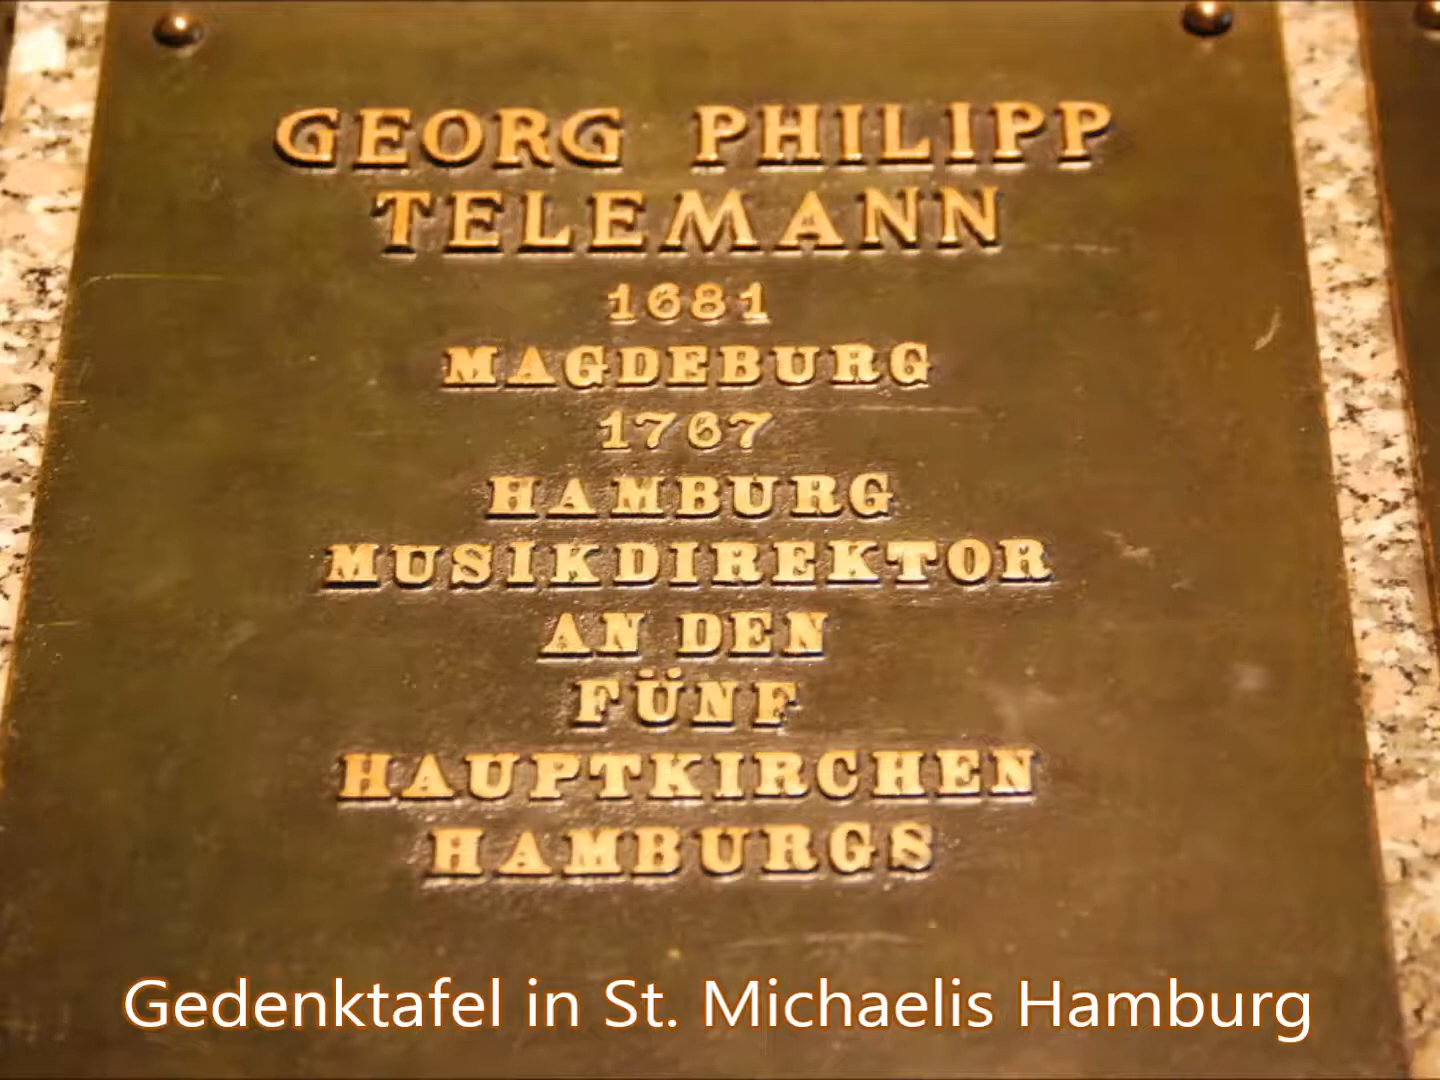 GEORG PHILIPP
TELEMANN
1681
MAGDEBURG
1767
HAMBURG
MUSIKDIREKTOR
AN DEN
FÜNF
HAUPTKIRCHEN
HAMBURGS
Gedenktafel in St. Michaelis Hamburg